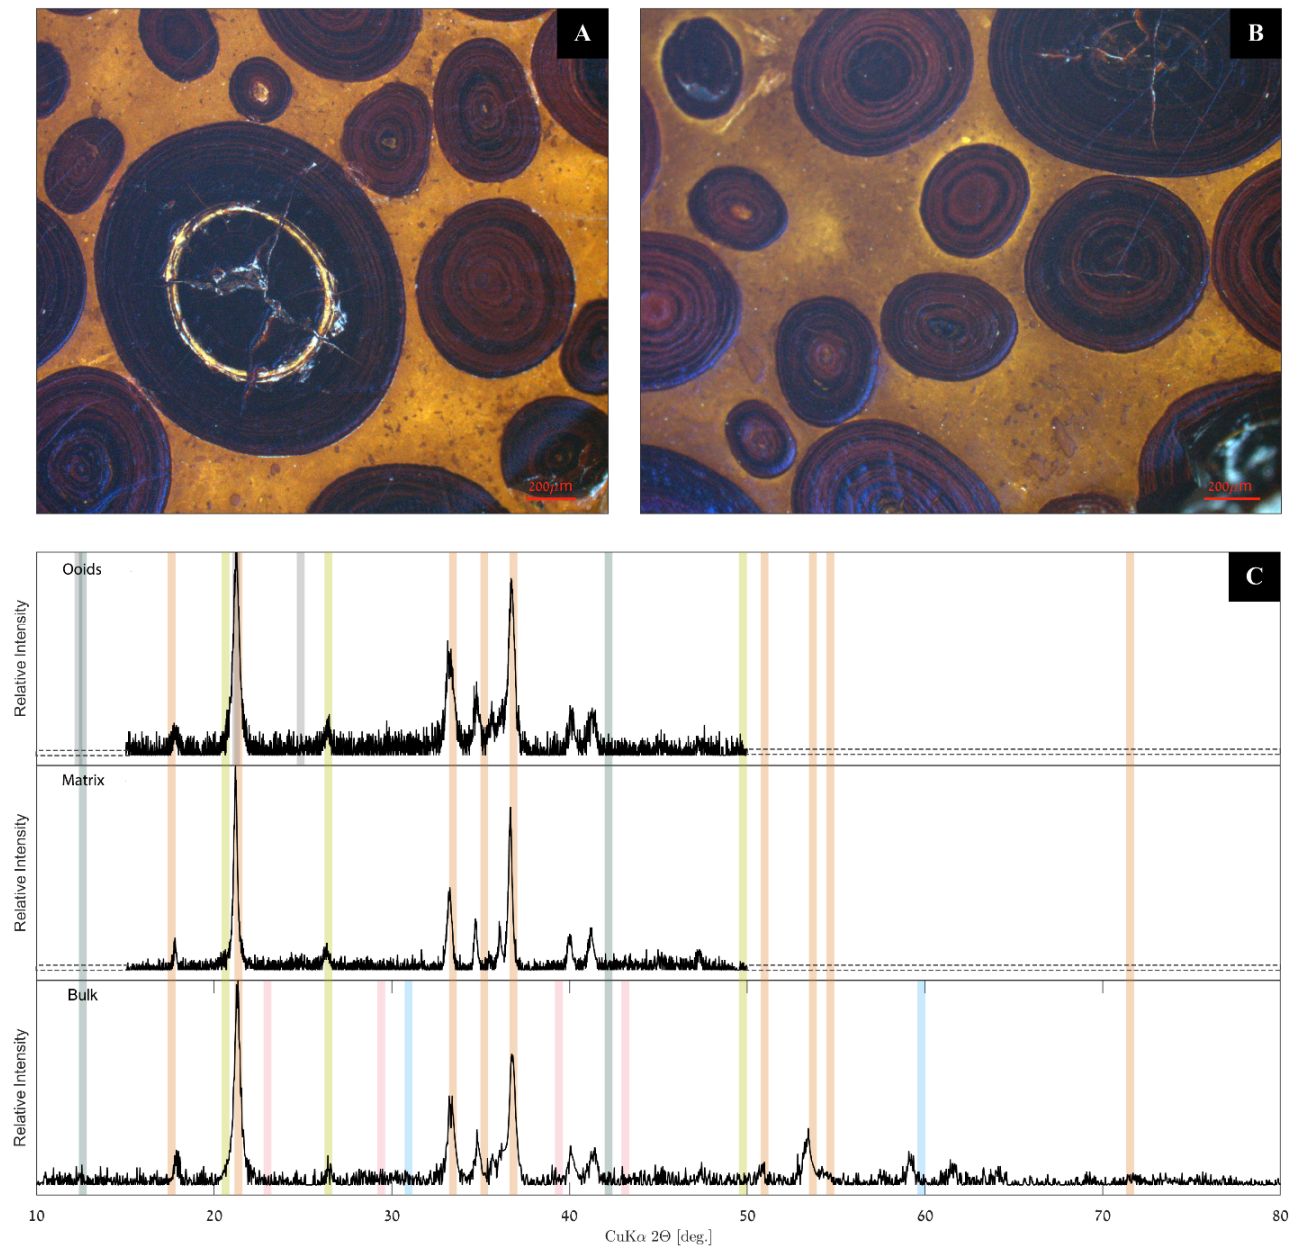 A
B
200µm
200µm
C
Ooids
Relative Intensity
Matrix
Relative Intensity
Bulk
Relative Intensity
10 20 30 40 50 60 70 80
CuKα 2Θ [deg.]